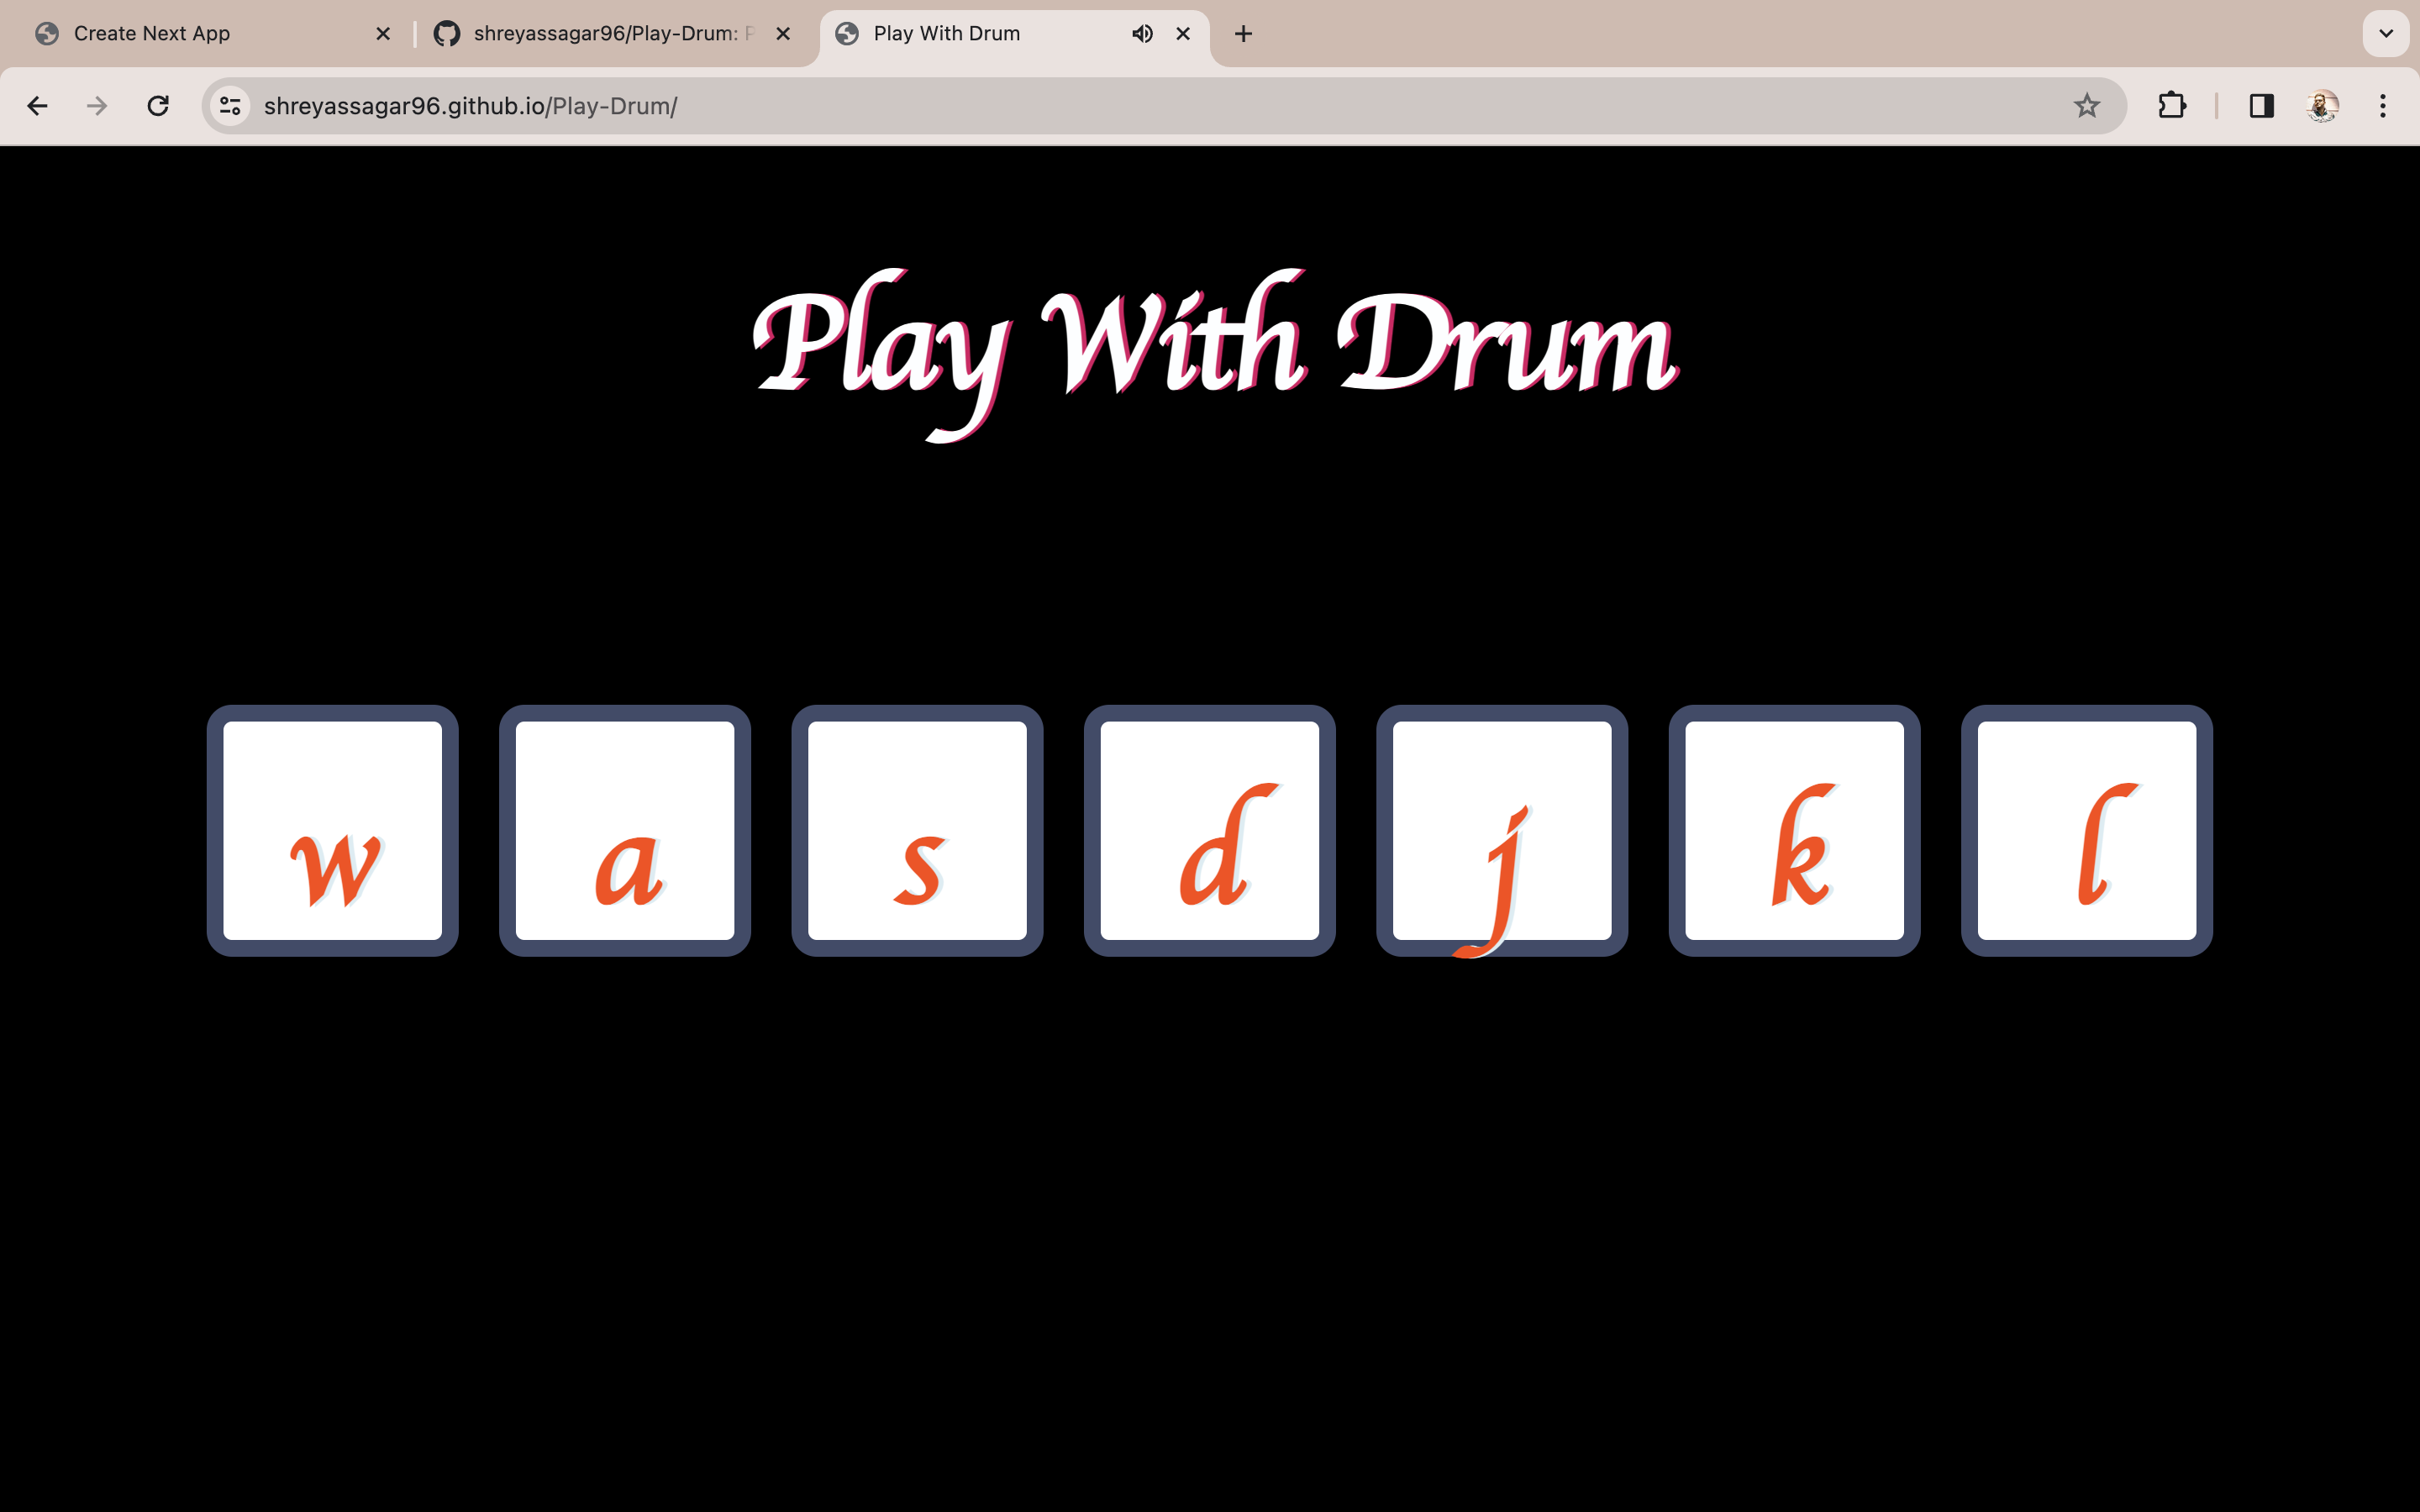 Create Next App
shreyassagar96/Play-Drum:
Play With Drum
shreyassagar96.github.io/Play-Drum/
Play With Drum
w a s d j k l